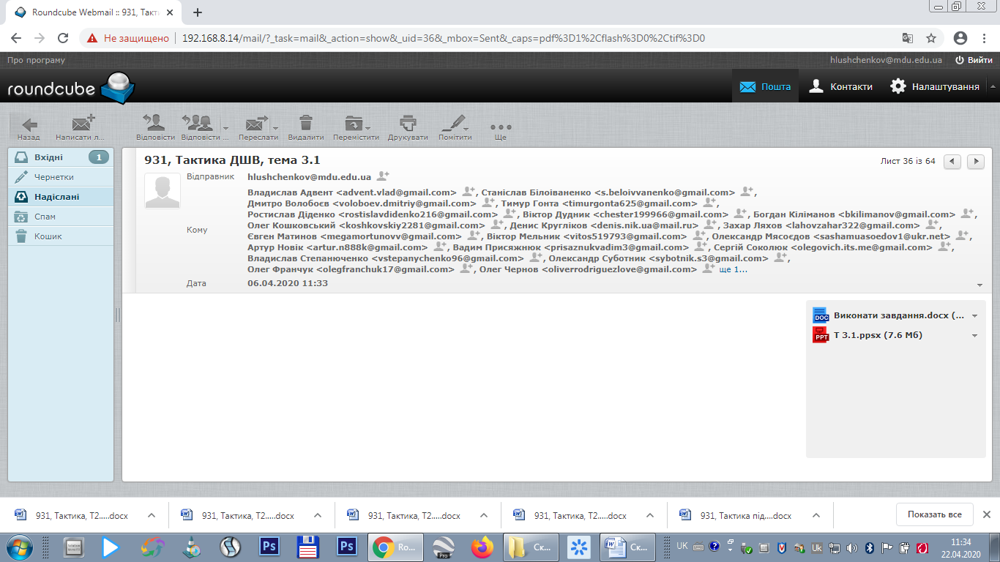 Roundcube Webmail :: 931, Такт
Не защищено 192.168.8.14/mail/?_task=mail&_action=show&_uid=36&_mbox=Sent&_caps=pdf%3D1%2Cflash%3D0%2Ctif%3D0
Про програму hlushchenkov@mdu.edu.ua Вийти
roundcube Пошта Контакти Налаштування
Назад Написати л... Відповісти Відповісти ... Переслати Видалити Перемістити Друкувати Помітити Ще
Вхідні 1
Чернетки
Надіслані
Спам
Кошик
931, Тактика ДШВ, тема 3.1 Лист 36 із 64
Відправник hlushchenkov@mdu.edu.ua
Кому
Владислав Адвент <advent.vlad@gmail.com> , Станіслав Білоіваненко <s.beloivvanenko@gmail.com> ,
Дмитро Волобоєв <voloboev.dmitriy@gmail.com> , Тимур Гонта <timurgonta625@gmail.com> ,
Ростислав Діденко <rostislavdidenko216@gmail.com> , Віктор Дудник <chester199966@gmail.com> , Богдан Кіліманов <bkilimanov@gmail.com> ,
Олег Кошковський <koshkovskiy2281@gmail.com> , Денис Кругліков <denis.nik.ua@mail.ru> , Захар Ляхов <lahovzahar322@gmail.com> ,
Євген Матинов <megamortunovv@gmail.com> , Віктор Мельник <vitos519793@gmail.com> , Олександр Мясоєдов <sashamuasoedov1@ukr.net> ,
Артур Новік <artur.n888k@gmail.com> , Вадим Присяжнюк <prisaznukvadim3@gmail.com> , Сергій Соколюк <olegovich.its.me@gmail.com> ,
Владислав Степанюченко <vstepanychenko96@gmail.com> , Олександр Суботник <sybotnik.s3@gmail.com> ,
Олег Франчук <olegfranchuk17@gmail.com> , Олег Чернов <oliverrodriguezlove@gmail.com> ще 1...
Дата 06.04.2020 11:33
DOC Виконати завдання.docx (...
PPT Т 3.1.ppsx (7.6 Мб)
931, Тактика, Т2.....docx 931, Тактика, Т2.....docx 931, Тактика, Т2.....docx 931, Тактика, Т2.....docx 931, Тактика під....docx Показать все
Ps Ps Ro... Pro Ск... Ск... UK Uk 11:34
22.04.2020